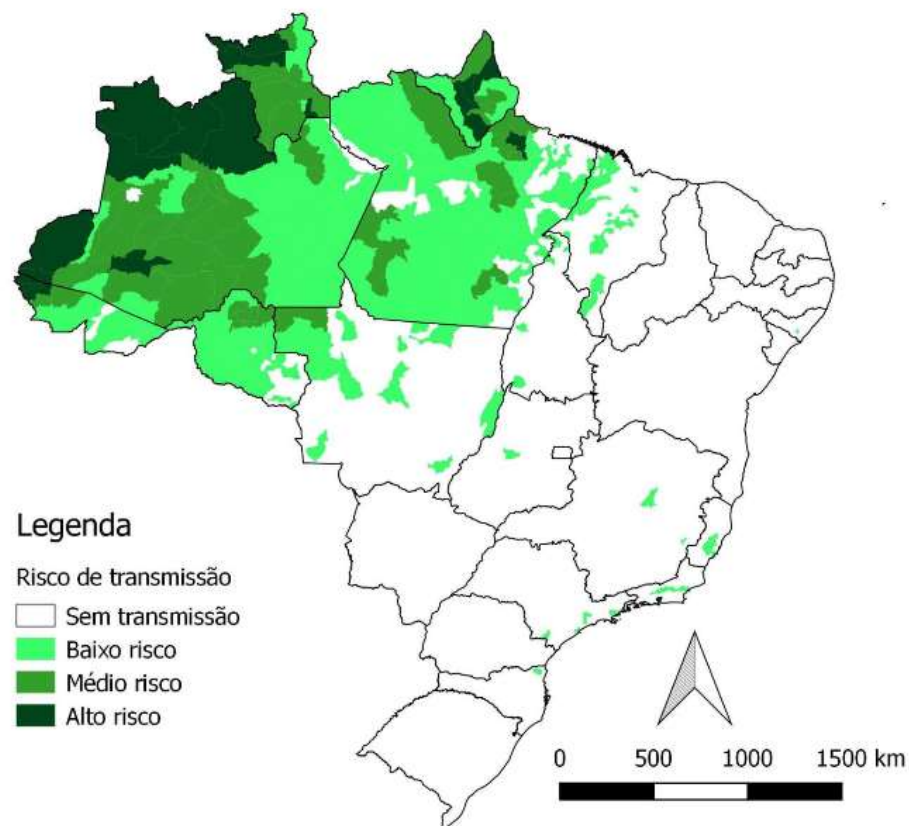 Legenda
Risco de transmissão
Sem transmissão
Baixo risco
Médio risco
Alto risco
0 500 1000 1500 km